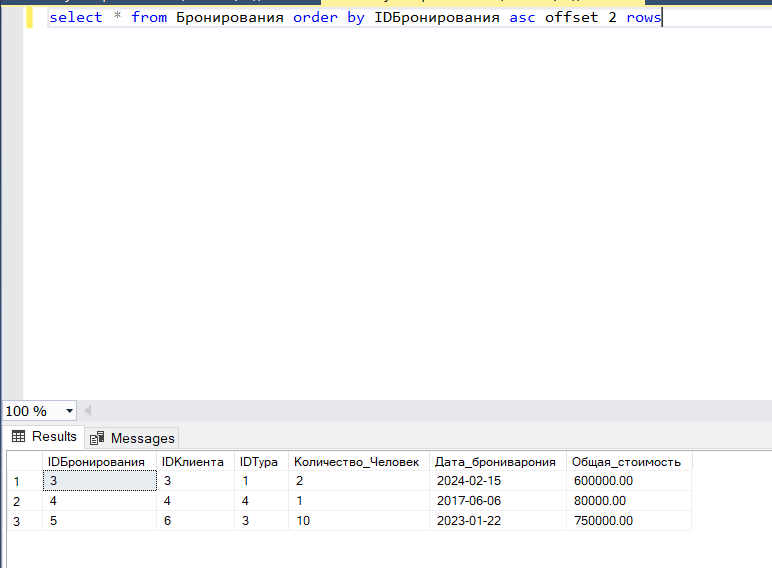 select * from Бронирования order by IDБронирования asc offset 2 rows
100 %
Results Messages
IDБронирования IDКлиента IDТура Количество_Человек Дата_брониварония Общая_стоимость
1 3 3 1 2 2024-02-15 600000.00
2 4 4 4 1 2017-06-06 80000.00
3 5 6 3 10 2023-01-22 750000.00